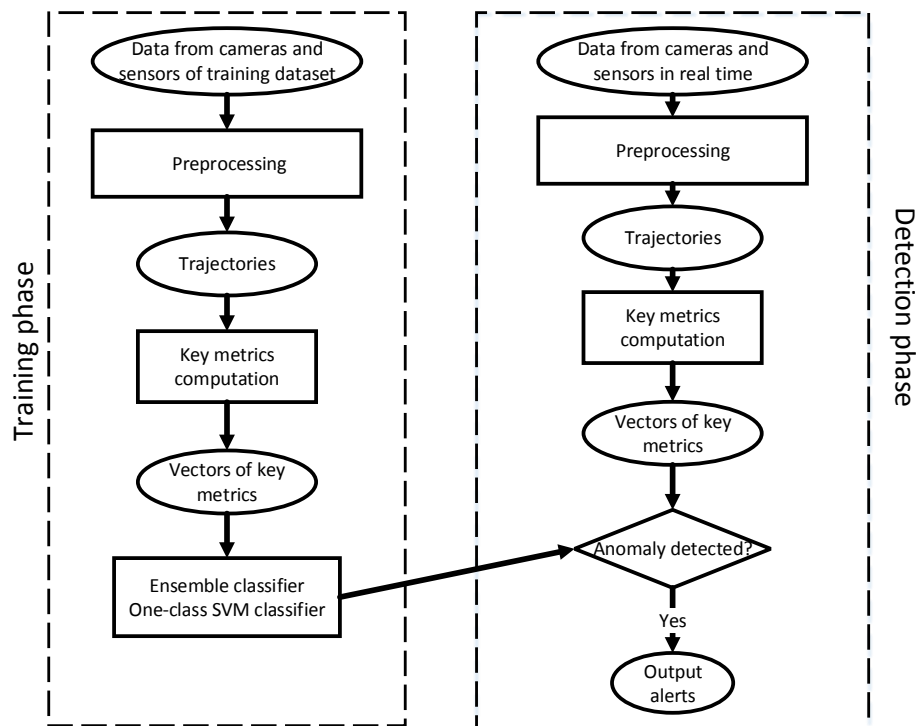 Training phase
Data from cameras and
sensors of training dataset
Preprocessing
Trajectories
Key metrics
computation
Vectors of key
metrics
Ensemble classifier
One-class SVM classifier
Detection phase
Data from cameras and
sensors in real time
Preprocessing
Trajectories
Key metrics
computation
Vectors of key
metrics
Anomaly detected?
Yes
Output
alerts